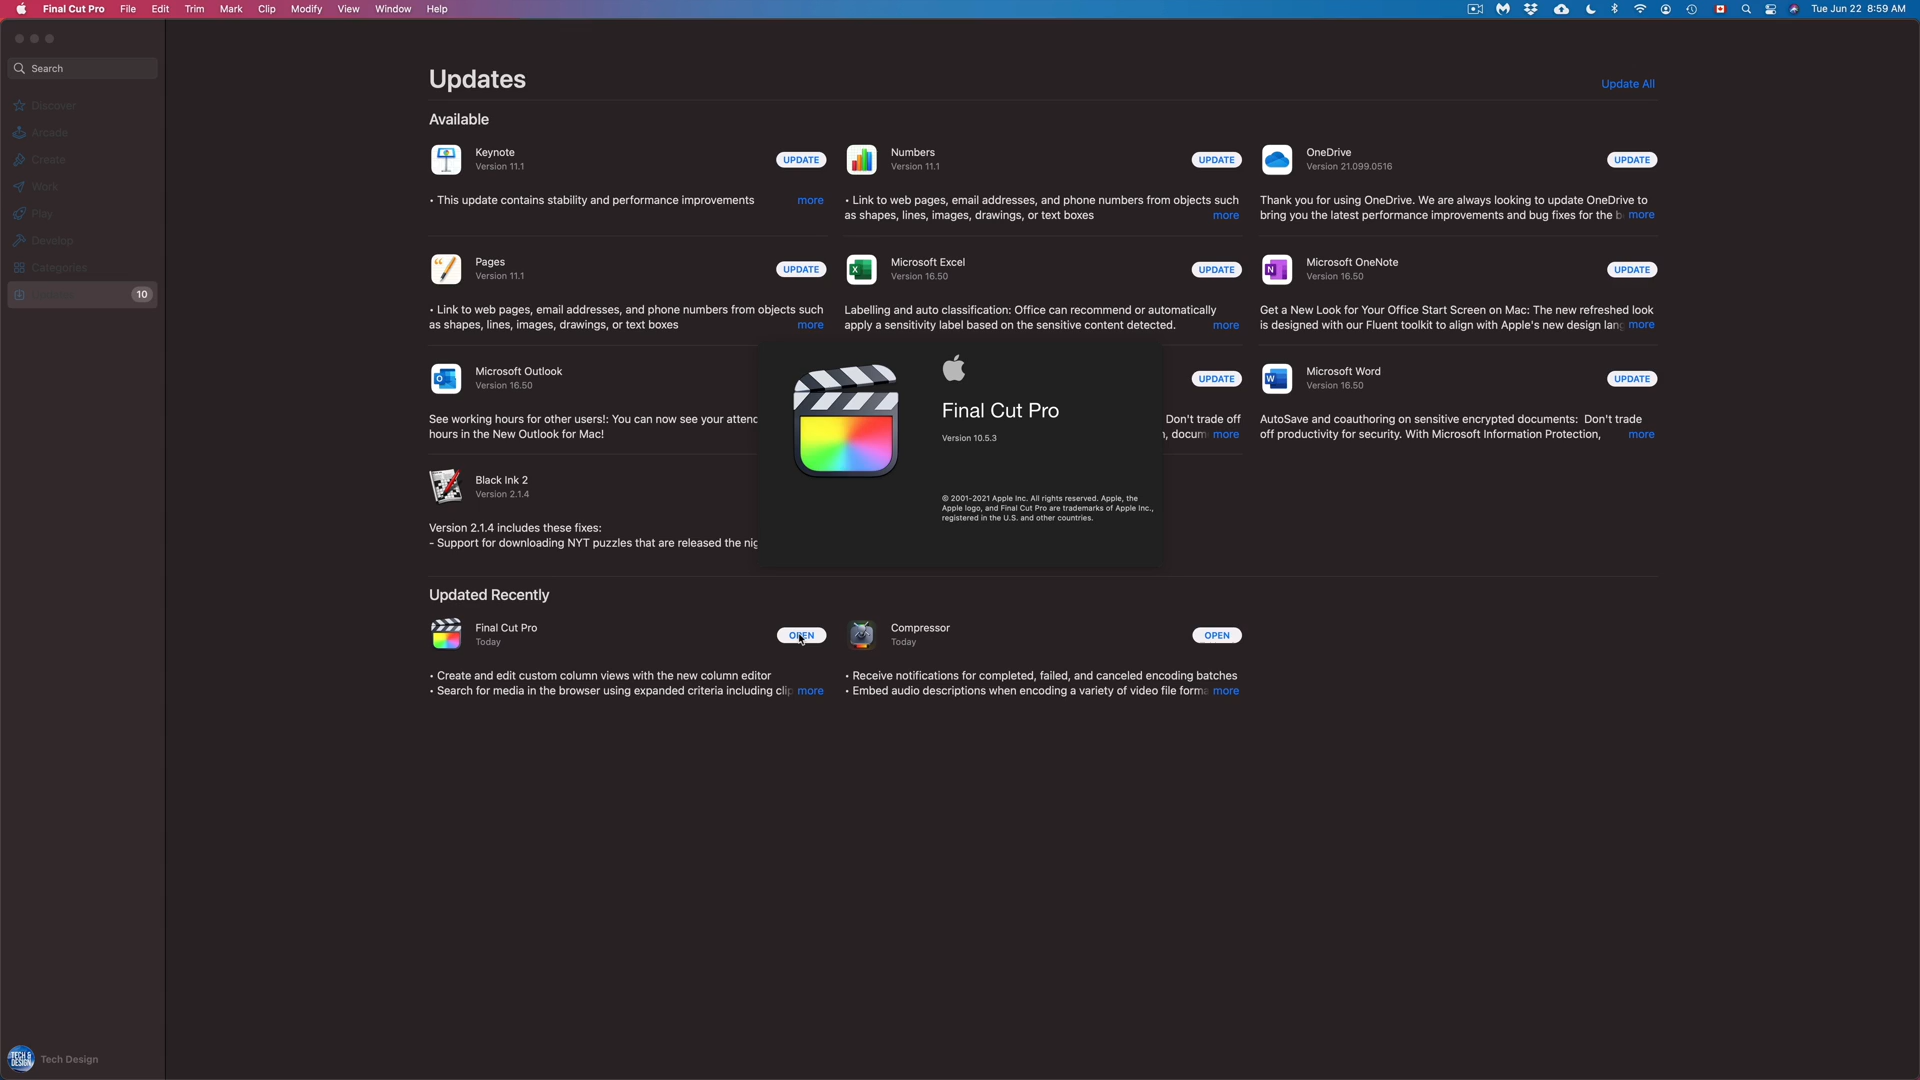 Final Cut Pro File Edit Trim Mark Clip Modify View Window Help
Tue Jun 22 8:59 AM
Search
Discover
Arcade
Create
Work
Play
Develop
Categories
10
Tech Design
Updates
Update All
Available
Keynote
Version 11.1
UPDATE
• This update contains stability and performance improvements
more
Numbers
Version 11.1
UPDATE
• Link to web pages, email addresses, and phone numbers from objects such
as shapes, lines, images, drawings, or text boxes
more
OneDrive
Version 21.099.0516
UPDATE
Thank you for using OneDrive. We are always looking to update OneDrive to
bring you the latest performance improvements and bug fixes for the b more
Pages
Version 11.1
UPDATE
• Link to web pages, email addresses, and phone numbers from objects such
as shapes, lines, images, drawings, or text boxes
more
Microsoft Excel
Version 16.50
UPDATE
Labelling and auto classification: Office can recommend or automatically
apply a sensitivity label based on the sensitive content detected.
more
Microsoft OneNote
Version 16.50
UPDATE
Get a New Look for Your Office Start Screen on Mac: The new refreshed look
is designed with our Fluent toolkit to align with Apple's new design lang more
Microsoft Outlook
Version 16.50
See working hours for other users!: You can now see your attend
hours in the New Outlook for Mac!
UPDATE
Don't trade off
, docum more
Microsoft Word
Version 16.50
UPDATE
AutoSave and coauthoring on sensitive encrypted documents: Don't trade
off productivity for security. With Microsoft Information Protection,
more
Black Ink 2
Version 2.1.4
Version 2.1.4 includes these fixes:
- Support for downloading NYT puzzles that are released the nig
Final Cut Pro
Version 10.5.3
© 2001-2021 Apple Inc. All rights reserved. Apple, the
Apple logo, and Final Cut Pro are trademarks of Apple Inc.,
registered in the U.S. and other countries.
Updated Recently
Final Cut Pro
Today
OPEN
• Create and edit custom column views with the new column editor
• Search for media in the browser using expanded criteria including clip more
Compressor
Today
OPEN
• Receive notifications for completed, failed, and canceled encoding batches
• Embed audio descriptions when encoding a variety of video file forma more